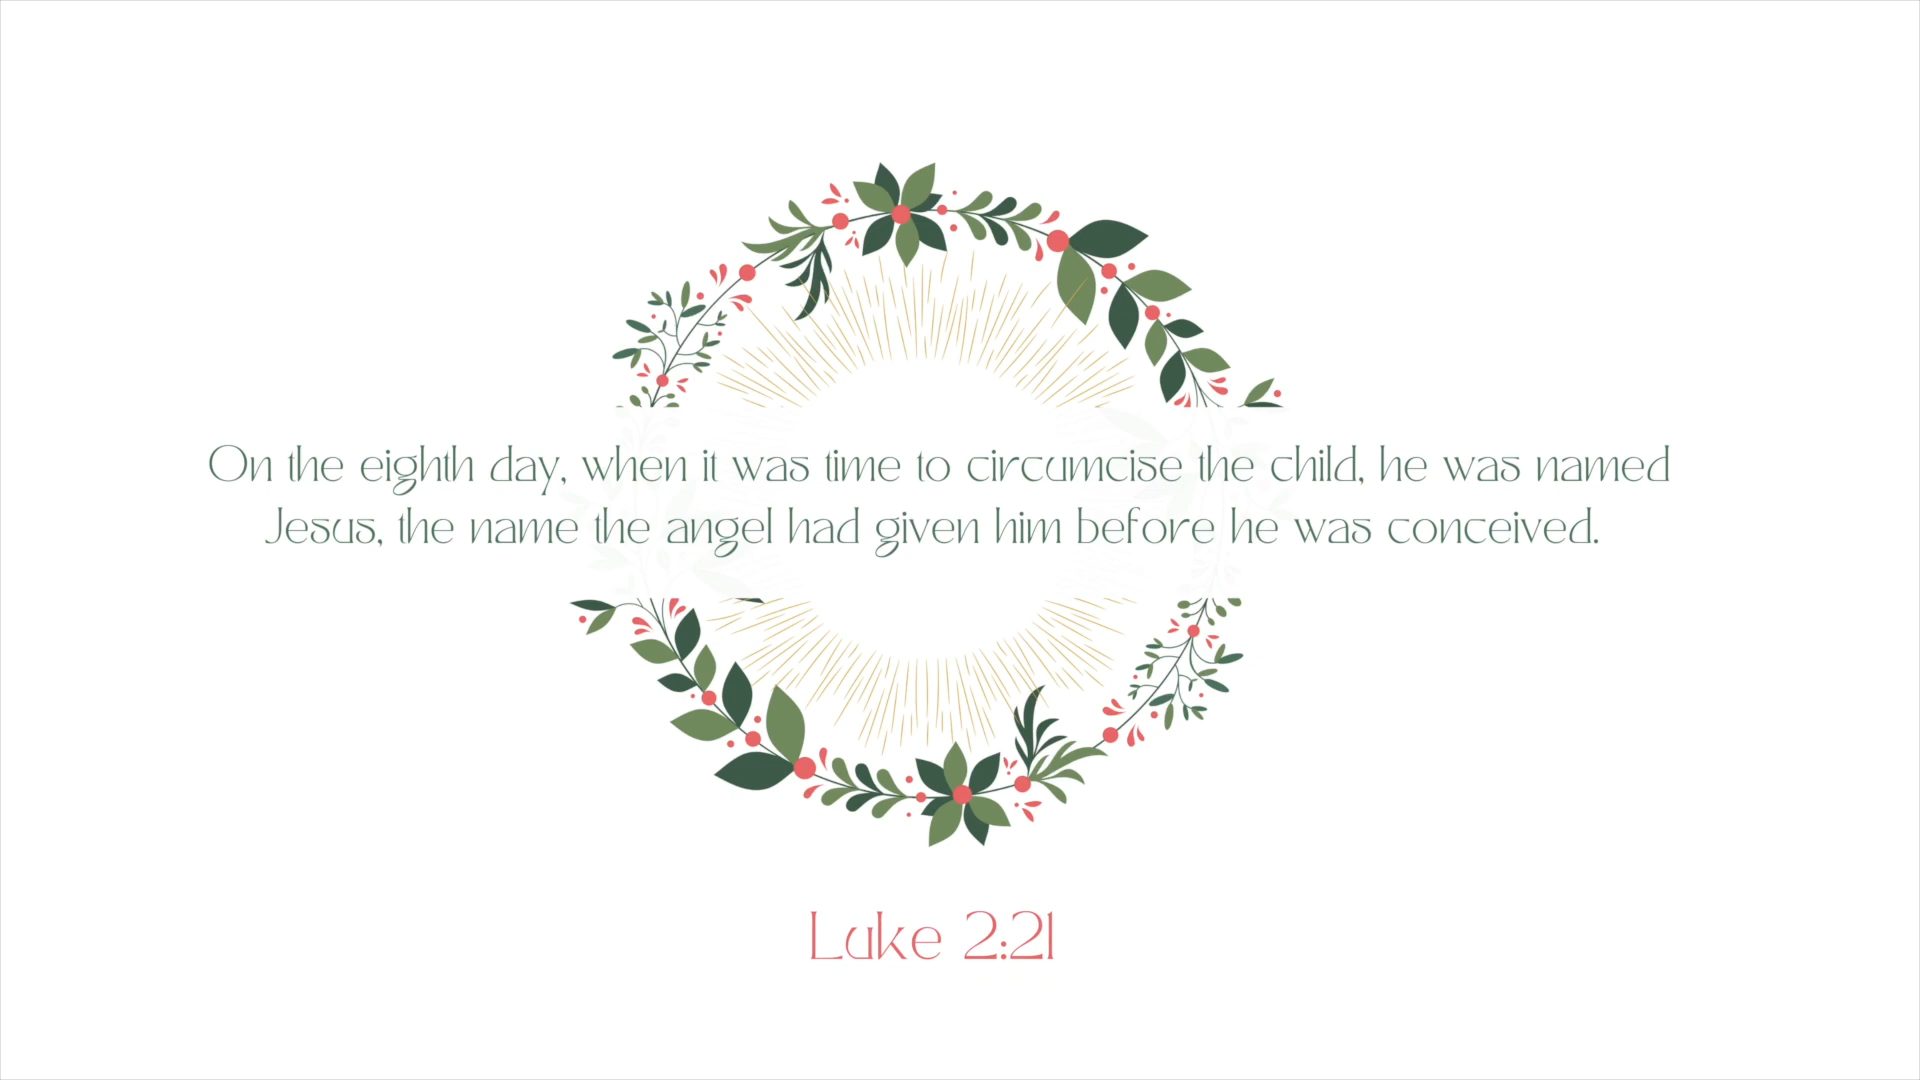 On the eighth day, when it was time to circumcise the child, he was named
Jesus, the name the angel had given him before he was conceived.
Luke 2:21